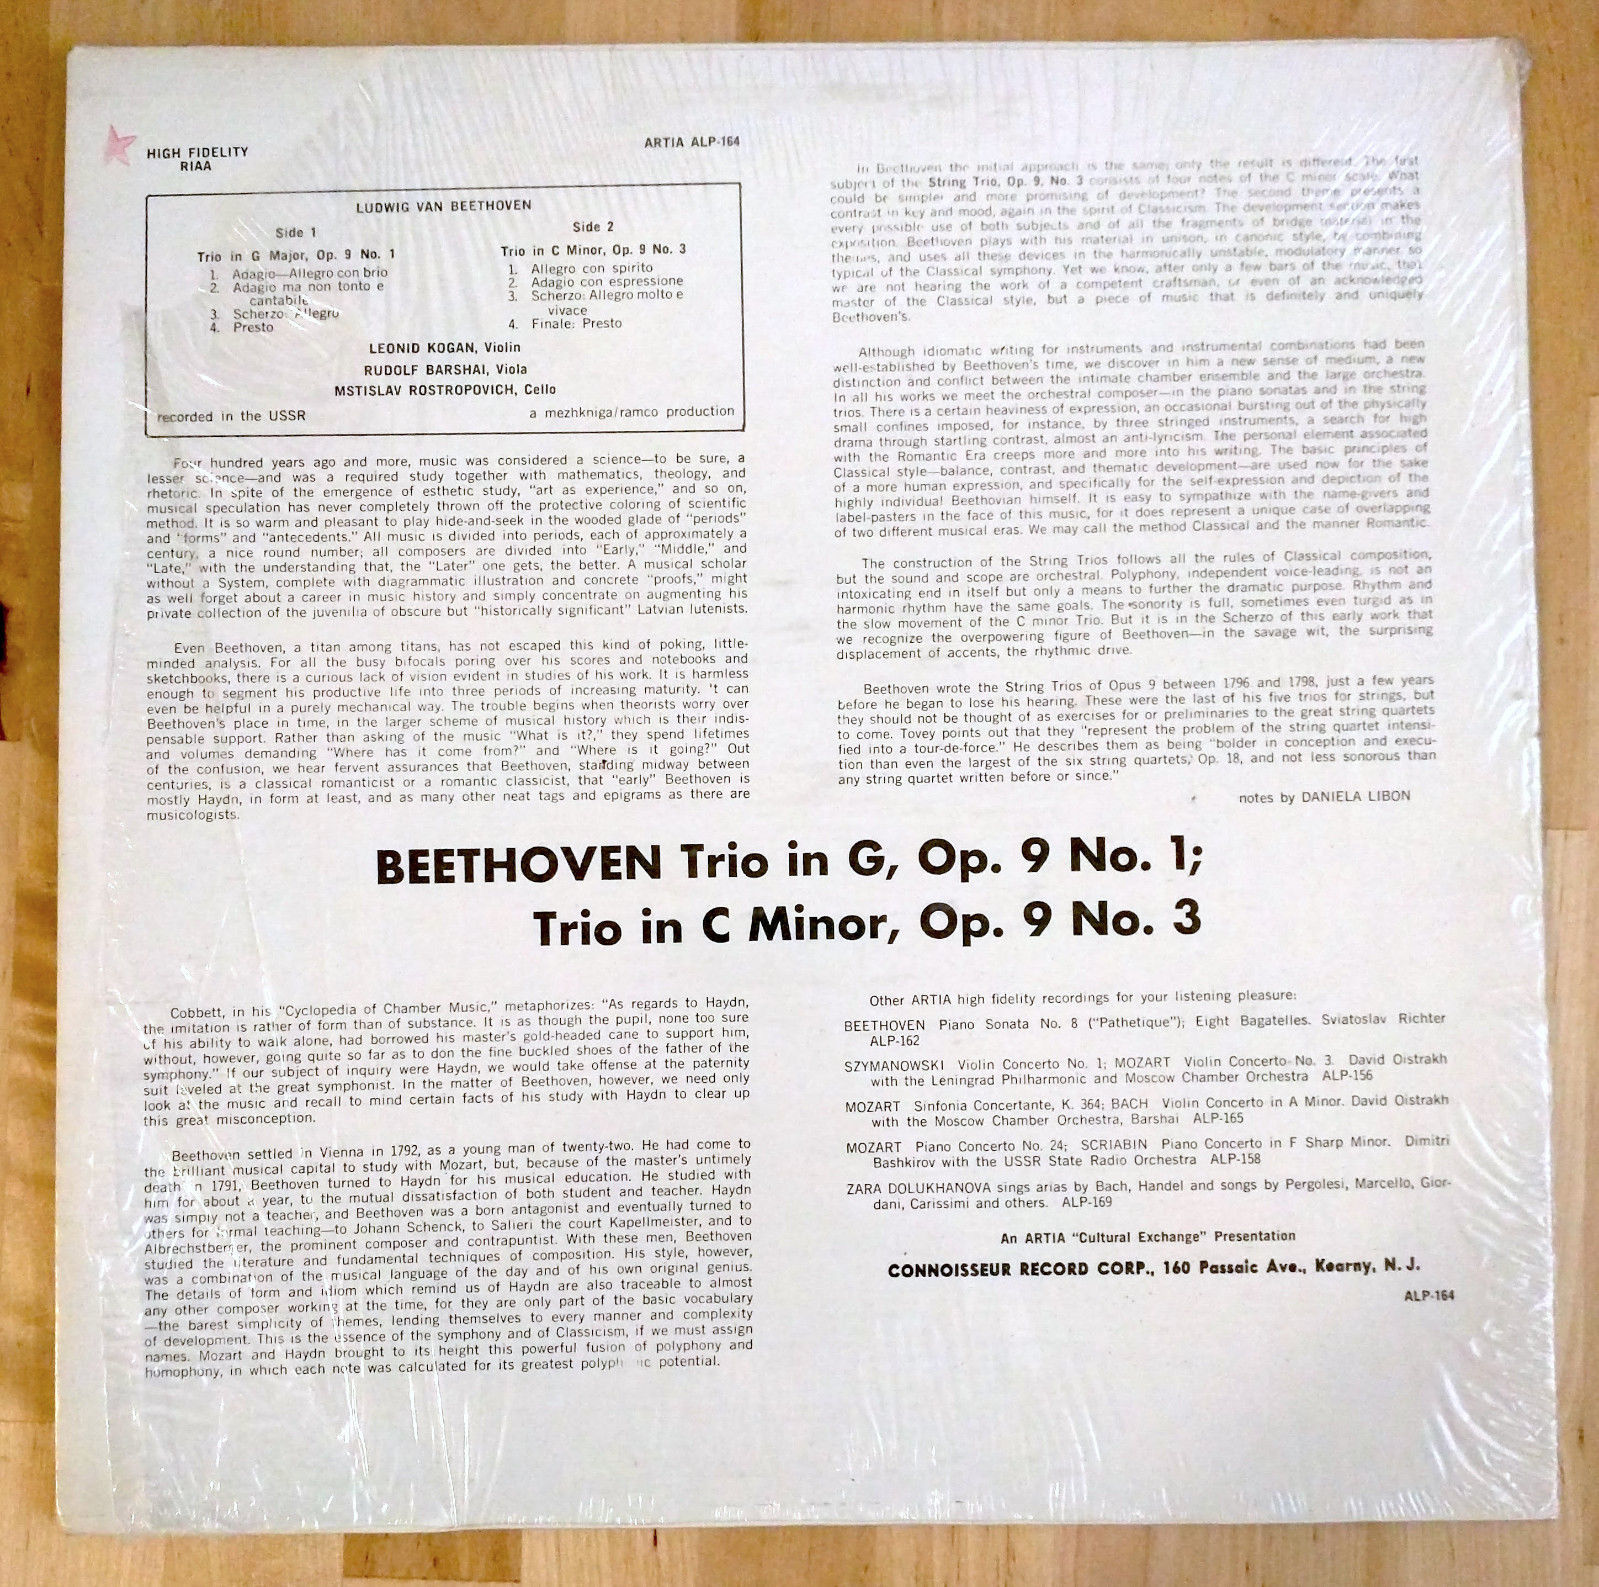 HIGH FIDELITY
RIAA
ARTIA ALP-164
LUDWIG VAN BEETHOVEN
Side 1
Trio in G Major, Op. 9 No. 1
1. Adagio—Allegro con brio
2. Adagio ma non tonto e
cantabile
3. Scherzo: Allegro
4. Presto
Side 2
Trio in C Minor, Op. 9 No. 3
1. Allegro con spirito
2. Adagio con espressione
3. Scherzo: Allegro molto e
vivace
4. Finale: Presto
LEONID KOGAN, Violin
RUDOLF BARSHAI, Viola
MSTISLAV ROSTROPOVICH, Cello
recorded in the USSR
a mezhkniga/ramco production
Four hundred years ago and more, music was considered a science—to be sure, a
lesser science—and was a required study together with mathematics, theology, and
rhetoric. In spite of the emergence of esthetic study, "art as experience," and so on,
musical speculation has never completely thrown off the protective coloring of scientific
method. It is so warm and pleasant to play hide-and-seek in the wooded glade of "periods"
and "forms" and "antecedents." All music is divided into periods, each of approximately a
century, a nice round number; all composers are divided into "Early," "Middle," and
"Late," with the understanding that, the "Later" one gets, the better. A musical scholar
without a System, complete with diagrammatic illustration and concrete "proofs," might
as well forget about a career in music history and simply concentrate on augmenting his
private collection of the juvenilia of obscure but "historically significant" Latvian lutenists.
Even Beethoven, a titan among titans, has not escaped this kind of poking, little-
minded analysis. For all the busy bifocals poring over his scores and notebooks and
sketchbooks, there is a curious lack of vision evident in studies of his work. It is harmless
enough to segment his productive life into three periods of increasing maturity. 't can
even be helpful in a purely mechanical way. The trouble begins when theorists worry over
Beethoven's place in time, in the larger scheme of musical history which is their indis-
pensable support. Rather than asking of the music "What is it?," they spend lifetimes
and volumes demanding "Where has it come from?" and "Where is it going?" Out
of the confusion, we hear fervent assurances that Beethoven, standing midway between
centuries, is a classical romanticist or a romantic classicist, that "early" Beethoven is
mostly Haydn, in form at least, and as many other neat tags and epigrams as there are
musicologists.
In Beethoven the initial approach is the same; only the result is different. The first
subject of the String Trio, Op. 9, No. 3 consists of four notes of the C minor scale. What
could be simpler and more promising of development? The second theme presents a
contrast in key and mood, again in the spirit of Classicism. The development section makes
every possible use of both subjects and of all the fragments of bridge material in the
exposition. Beethoven plays with his material in unison, in canonic style, by combining
themes, and uses all these devices in the harmonically unstable, modulatory manner so
typical of the Classical symphony. Yet we know, after only a few bars of the music, that
we are not hearing the work of a competent craftsman, or even of an acknowledged
master of the Classical style, but a piece of music that is definitely and uniquely
Beethoven's.
Although idiomatic writing for instruments and instrumental combinations had been
well-established by Beethoven's time, we discover in him a new sense of medium, a new
distinction and conflict between the intimate chamber ensemble and the large orchestra.
In all his works we meet the orchestral composer—in the piano sonatas and in the string
trios. There is a certain heaviness of expression, an occasional bursting out of the physically
small confines imposed, for instance, by three stringed instruments, a search for high
drama through startling contrast, almost an anti-lyricism. The personal element associated
with the Romantic Era creeps more and more into his writing. The basic principles of
Classical style—balance, contrast, and thematic development—are used now for the sake
of a more human expression, and specifically for the self-expression and depiction of the
highly individual Beethovian himself. It is easy to sympathize with the name-givers and
label-pasters in the face of this music, for it does represent a unique case of overlapping
of two different musical eras. We may call the method Classical and the manner Romantic.
The construction of the String Trios follows all the rules of Classical composition,
but the sound and scope are orchestral. Polyphony, independent voice-leading, is not an
intoxicating end in itself but only a means to further the dramatic purpose. Rhythm and
harmonic rhythm have the same goals. The sonority is full, sometimes even turgid as in
the slow movement of the C minor Trio. But it is in the Scherzo of this early work that
we recognize the overpowering figure of Beethoven—in the savage wit, the surprising
displacement of accents, the rhythmic drive.
Beethoven wrote the String Trios of Opus 9 between 1796 and 1798, just a few years
before he began to lose his hearing. These were the last of his five trios for strings, but
they should not be thought of as exercises for or preliminaries to the great string quartets
to come. Tovey points out that they "represent the problem of the string quartet intensi-
fied into a tour-de-force." He describes them as being "bolder in conception and execu-
tion than even the largest of the six string quartets, Op. 18, and not less sonorous than
any string quartet written before or since."
notes by DANIELA LIBON
BEETHOVEN Trio in G, Op. 9 No. 1;
Trio in C Minor, Op. 9 No. 3
Cobbett, in his "Cyclopedia of Chamber Music," metaphorizes: "As regards to Haydn,
the imitation is rather of form than of substance. It is as though the pupil, none too sure
of his ability to walk alone, had borrowed his master's gold-headed cane to support him,
without, however, going quite so far as to don the fine buckled shoes of the father of the
symphony." If our subject of inquiry were Haydn, we would take offense at the paternity
suit leveled at the great symphonist. In the matter of Beethoven, however, we need only
look at the music and recall to mind certain facts of his study with Haydn to clear up
this great misconception.
Beethoven settled in Vienna in 1792, as a young man of twenty-two. He had come to
the brilliant musical capital to study with Mozart, but, because of the master's untimely
death in 1791, Beethoven turned to Haydn for his musical education. He studied with
him for about a year, to the mutual dissatisfaction of both student and teacher. Haydn
was simply not a teacher, and Beethoven was a born antagonist and eventually turned to
others for formal teaching—to Johann Schenck, to Salieri the court Kapellmeister, and to
Albrechstberger, the prominent composer and contrapuntist. With these men, Beethoven
studied the literature and fundamental techniques of composition. His style, however,
was a combination of the musical language of the day and of his own original genius.
The details of form and idiom which remind us of Haydn are also traceable to almost
any other composer working at the time, for they are only part of the basic vocabulary
—the barest simplicity of themes, lending themselves to every manner and complexity
of development. This is the essence of the symphony and of Classicism, if we must assign
names. Mozart and Haydn brought to its height this powerful fusion of polyphony and
homophony, in which each note was calculated for its greatest polyphonic potential.
Other ARTIA high fidelity recordings for your listening pleasure:
BEETHOVEN Piano Sonata No. 8 ("Pathetique"); Eight Bagatelles. Sviatoslav Richter
ALP-162
SZYMANOWSKI Violin Concerto No. 1; MOZART Violin Concerto No. 3. David Oistrakh
with the Leningrad Philharmonic and Moscow Chamber Orchestra ALP-156
MOZART Sinfonia Concertante, K. 364; BACH Violin Concerto in A Minor. David Oistrakh
with the Moscow Chamber Orchestra, Barshai ALP-165
MOZART Piano Concerto No. 24; SCRIABIN Piano Concerto in F Sharp Minor. Dimitri
Bashkirov with the USSR State Radio Orchestra ALP-158
ZARA DOLUKHANOVA sings arias by Bach, Handel and songs by Pergolesi, Marcello, Gior-
dani, Carissimi and others. ALP-169
An ARTIA "Cultural Exchange" Presentation
CONNOISSEUR RECORD CORP., 160 Passaic Ave., Kearny, N. J.
ALP-164